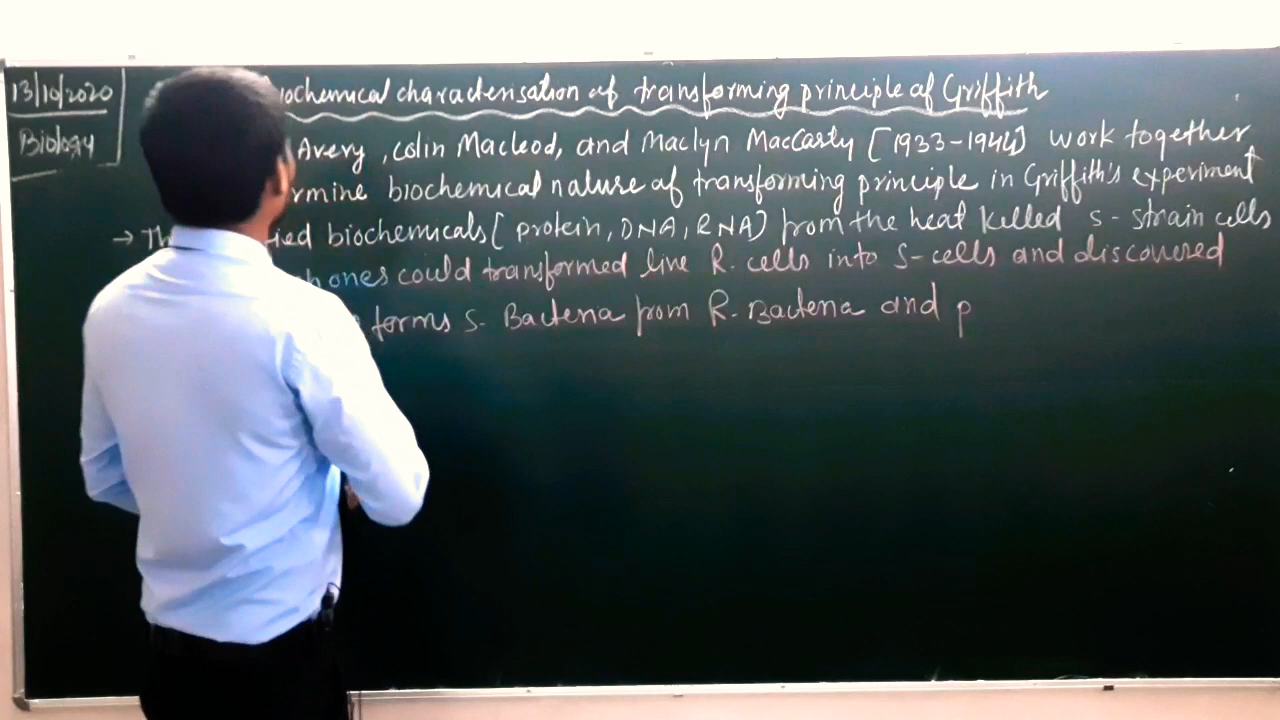 13/10/2020
Biology
ochemical characterisation of transforming principle of Griffith
Avery, colin Macleod, and Maclyn MacCarty [1933-1944] work together
rmine biochemical nature of transforming principle in Griffith's experiment
→ Th ied biochemicals [protein, DNA, RNA] from the heat killed S-strain cells
h ones could transformed live R. cells into S-cells and discovered
forms S. Bacteria from R. Bacteria and p